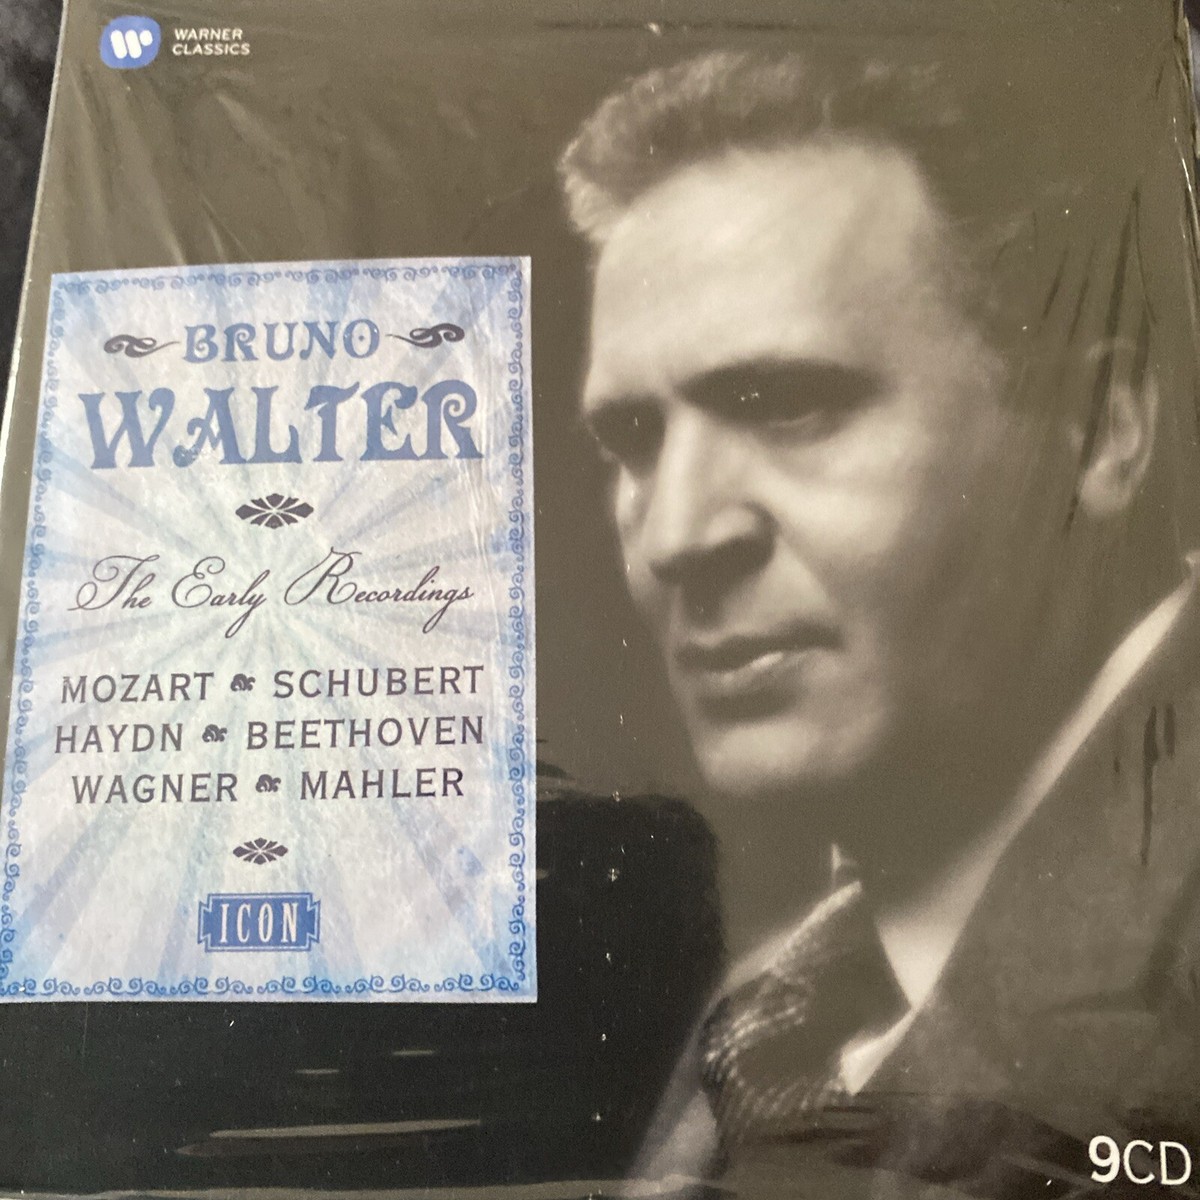 WARNER
CLASSICS
BRUNO
WALTER
The Early Recordings
MOZART SCHUBERT
HAYDN BEETHOVEN
WAGNER MAHLER
ICON
9CD